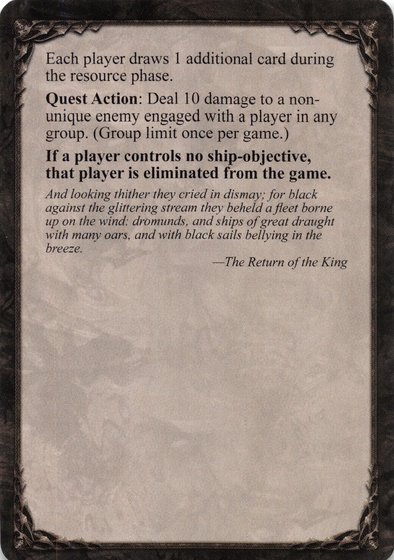 Each player draws 1 additional card during
the resource phase.
Quest Action: Deal 10 damage to a non-
unique enemy engaged with a player in any
group. (Group limit once per game.)
If a player controls no ship-objective,
that player is eliminated from the game.
And looking thither they cried in dismay; for black
against the glittering stream they beheld a fleet borne
up on the wind: dromunds, and ships of great draught
with many oars, and with black sails bellying in the
breeze.
—The Return of the King